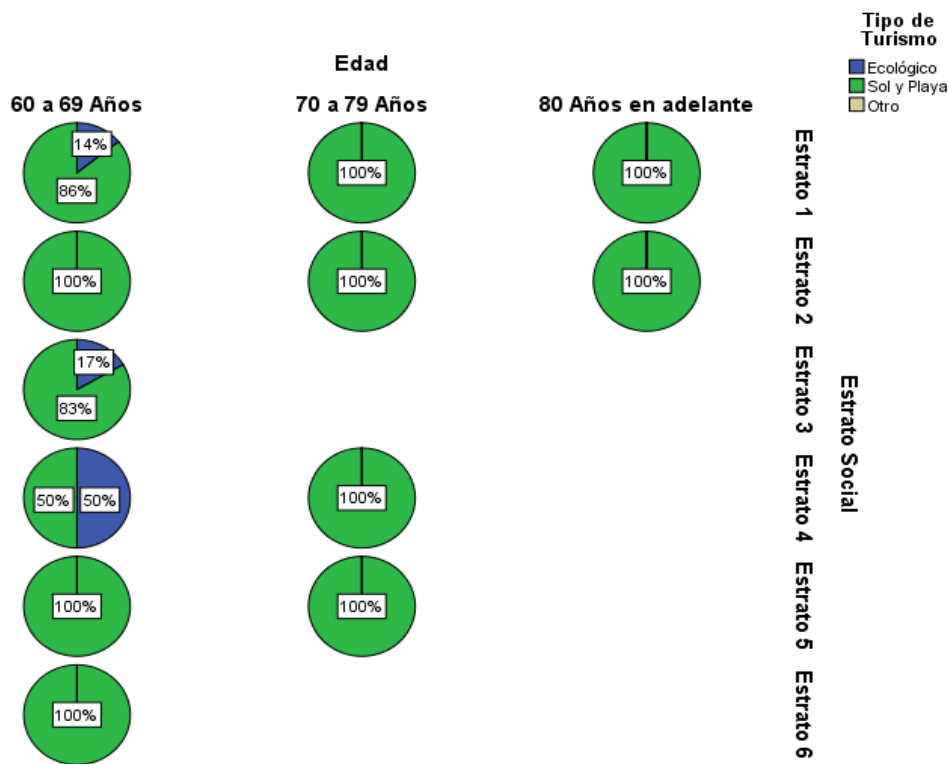 Tipo de
Turismo
Ecológico
Sol y Playa
Otro
Edad
60 a 69 Años
70 a 79 Años
80 Años en adelante
14%
86%
100%
100%
Estrato 1
100%
100%
100%
Estrato 2
17%
83%
Estrato 3
Estrato Social
50%
50%
100%
Estrato 4
100%
100%
Estrato 5
100%
Estrato 6